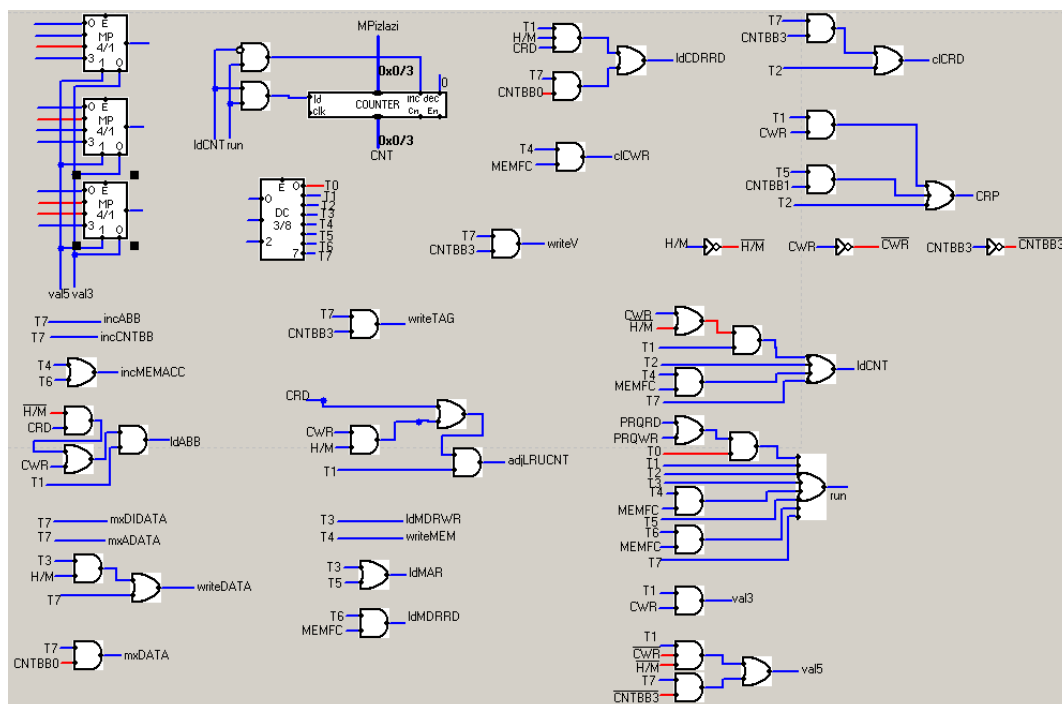 0 E
MP
4/1
3 1 0
0 E
MP
4/1
3 1 0
0 E
MP
4/1
3 1 0
val5 val3
MPizlazi
0x0/3
0
ld
clk
COUNTER
inc dec
Cn En
0x0/3
CNT
ldCNT run
E
0
DC
3/8
2
0
7
T0
T1
T2
T3
T4
T5
T6
T7
T1
H/M
CRD
T7
CNTBB0
ldCDRRD
T4
MEMFC
clCWR
T7
CNTBB3
writeV
T7
CNTBB3
T2
clCRD
T1
CWR
T5
CNTBB1
T2
CRP
H/M
H/M
CWR
CWR
CNTBB3
CNTBB3
T7 incABB
T7 incCNTBB
T4
T6
incMEMACC
H/M
CRD
CWR
T1
ldABB
T7
CNTBB3
writeTAG
CRD
CWR
H/M
T1
adjLRUCNT
CWR
H/M
T1
T2
T4
MEMFC
T7
ldCNT
PRQRD
PRQWR
T0
T1
T2
T3
T4
MEMFC
T5
T6
MEMFC
T7
run
T7 mxDIDATA
T7 mxADATA
T3
H/M
T7
writeDATA
T7
CNTBB0
mxDATA
T3 ldMDRWR
T4 writeMEM
T3
T5
ldMAR
T6
MEMFC
ldMDRRD
T1
CWR
val3
T1
CWR
H/M
T7
CNTBB3
val5